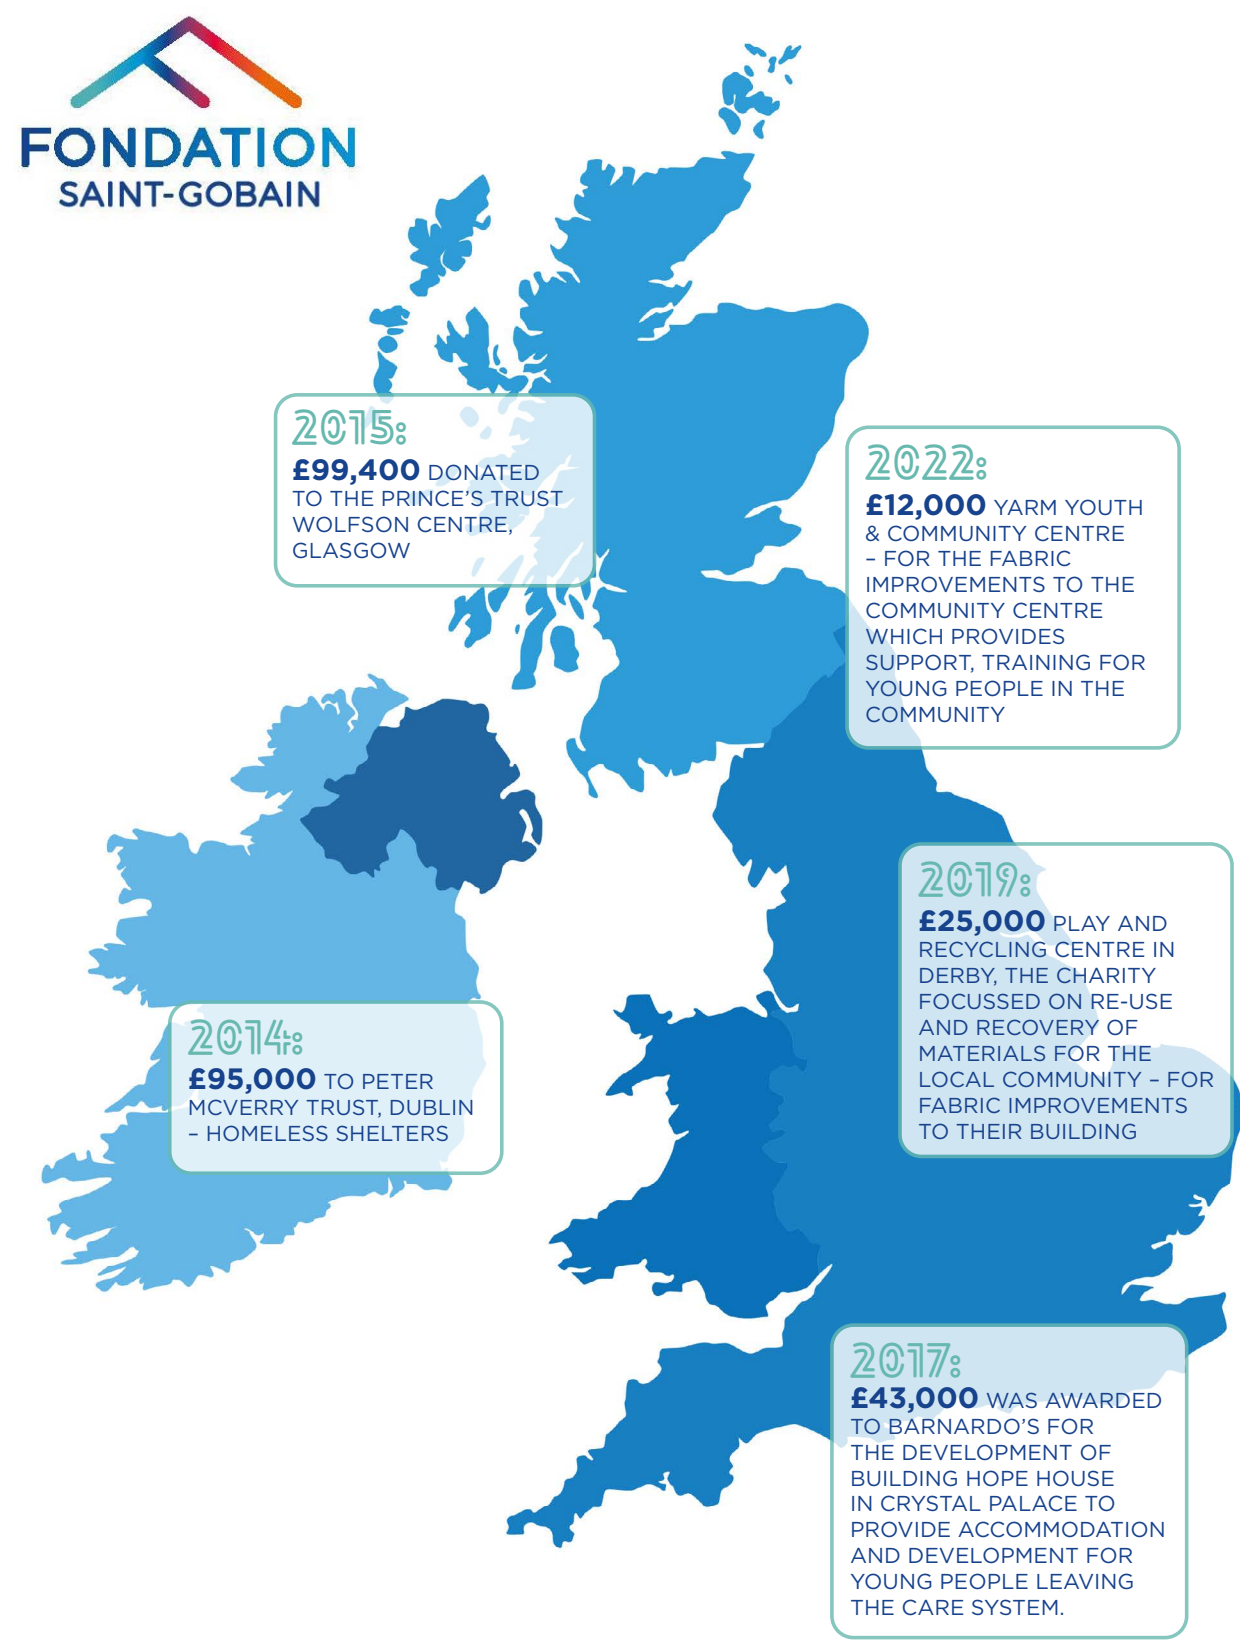 FONDATION
SAINT-GOBAIN
2015:
£99,400 DONATED
TO THE PRINCE'S TRUST
WOLFSON CENTRE,
GLASGOW
2022:
£12,000 YARM YOUTH
& COMMUNITY CENTRE
– FOR THE FABRIC
IMPROVEMENTS TO THE
COMMUNITY CENTRE
WHICH PROVIDES
SUPPORT, TRAINING FOR
YOUNG PEOPLE IN THE
COMMUNITY
2019:
£25,000 PLAY AND
RECYCLING CENTRE IN
DERBY, THE CHARITY
FOCUSSED ON RE-USE
AND RECOVERY OF
MATERIALS FOR THE
LOCAL COMMUNITY – FOR
FABRIC IMPROVEMENTS
TO THEIR BUILDING
2014:
£95,000 TO PETER
MCVERRY TRUST, DUBLIN
– HOMELESS SHELTERS
2017:
£43,000 WAS AWARDED
TO BARNARDO'S FOR
THE DEVELOPMENT OF
BUILDING HOPE HOUSE
IN CRYSTAL PALACE TO
PROVIDE ACCOMMODATION
AND DEVELOPMENT FOR
YOUNG PEOPLE LEAVING
THE CARE SYSTEM.